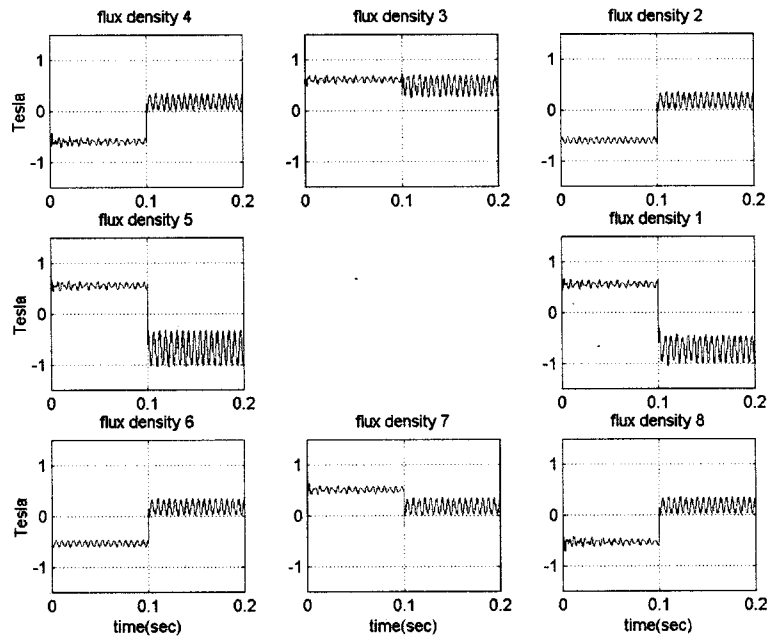 flux density 4 flux density 3 flux density 2
1 1 1
Tesla
0 0 0
-1 -1 -1
0 0.1 0.2 0 0.1 0.2 0 0.1 0.2
flux density 5 flux density 1
1 1
Tesla
0 0
-1 -1
0 0.1 0.2 0 0.1 0.2
flux density 6 flux density 7 flux density 8
1 1 1
Tesla
0 0 0
-1 -1 -1
0 0.1 0.2 0 0.1 0.2 0 0.1 0.2
time(sec) time(sec) time(sec)